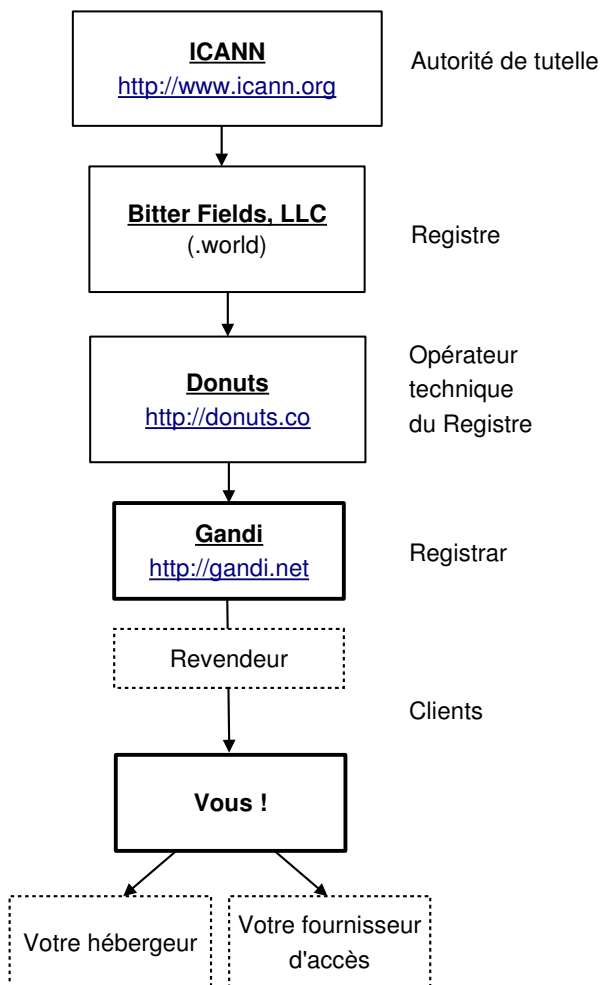 ICANN
http://www.icann.org
Autorité de tutelle
Bitter Fields, LLC
(.world)
Registre
Donuts
http://donuts.co
Opérateur
technique
du Registre
Gandi
http://gandi.net
Registrar
Revendeur
Clients
Vous !
Votre hébergeur
Votre fournisseur
d'accès